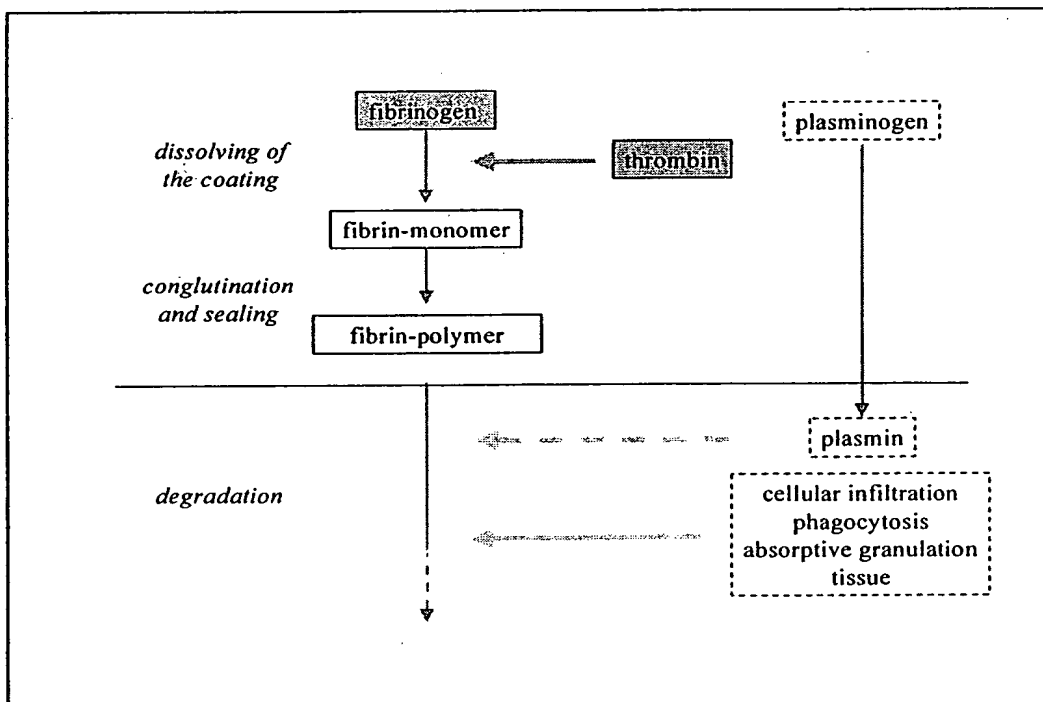 fibrinogen
plasminogen
dissolving of
the coating
thrombin
fibrin-monomer
conglutination
and sealing
fibrin-polymer
plasmin
degradation
cellular infiltration
phagocytosis
absorptive granulation
tissue